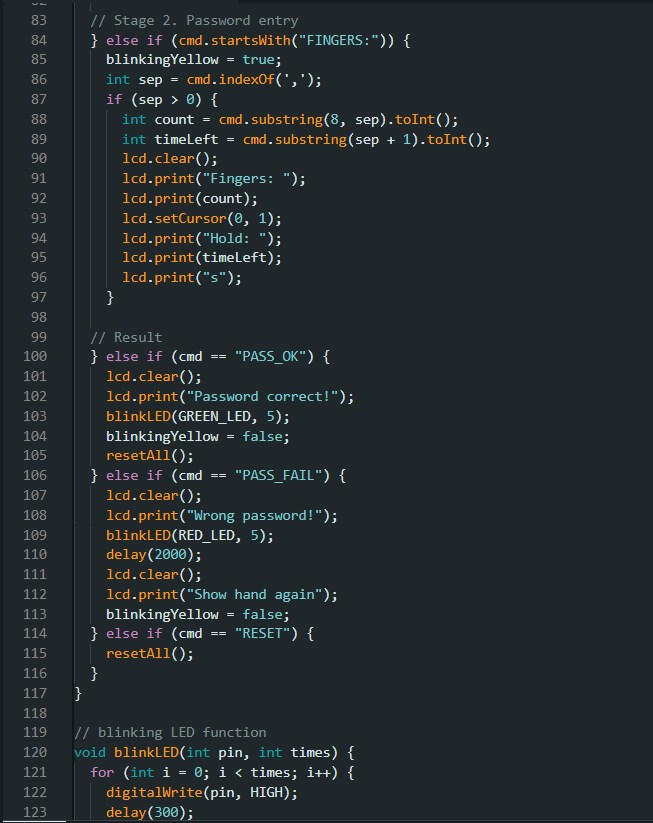 83 // Stage 2. Password entry
84 } else if (cmd.startsWith("FINGERS:")) {
85 blinkingYellow = true;
86 int sep = cmd.indexOf(',');
87 if (sep > 0) {
88 int count = cmd.substring(8, sep).toInt();
89 int timeLeft = cmd.substring(sep + 1).toInt();
90 lcd.clear();
91 lcd.print("Fingers: ");
92 lcd.print(count);
93 lcd.setCursor(0, 1);
94 lcd.print("Hold: ");
95 lcd.print(timeLeft);
96 lcd.print("s");
97 }
98
99 // Result
100 } else if (cmd == "PASS_OK") {
101 lcd.clear();
102 lcd.print("Password correct!");
103 blinkLED(GREEN_LED, 5);
104 blinkingYellow = false;
105 resetAll();
106 } else if (cmd == "PASS_FAIL") {
107 lcd.clear();
108 lcd.print("Wrong password!");
109 blinkLED(RED_LED, 5);
110 delay(2000);
111 lcd.clear();
112 lcd.print("Show hand again");
113 blinkingYellow = false;
114 } else if (cmd == "RESET") {
115 resetAll();
116 }
117 }
118
119 // blinking LED function
120 void blinkLED(int pin, int times) {
121 for (int i = 0; i < times; i++) {
122 digitalWrite(pin, HIGH);
123 delay(300);